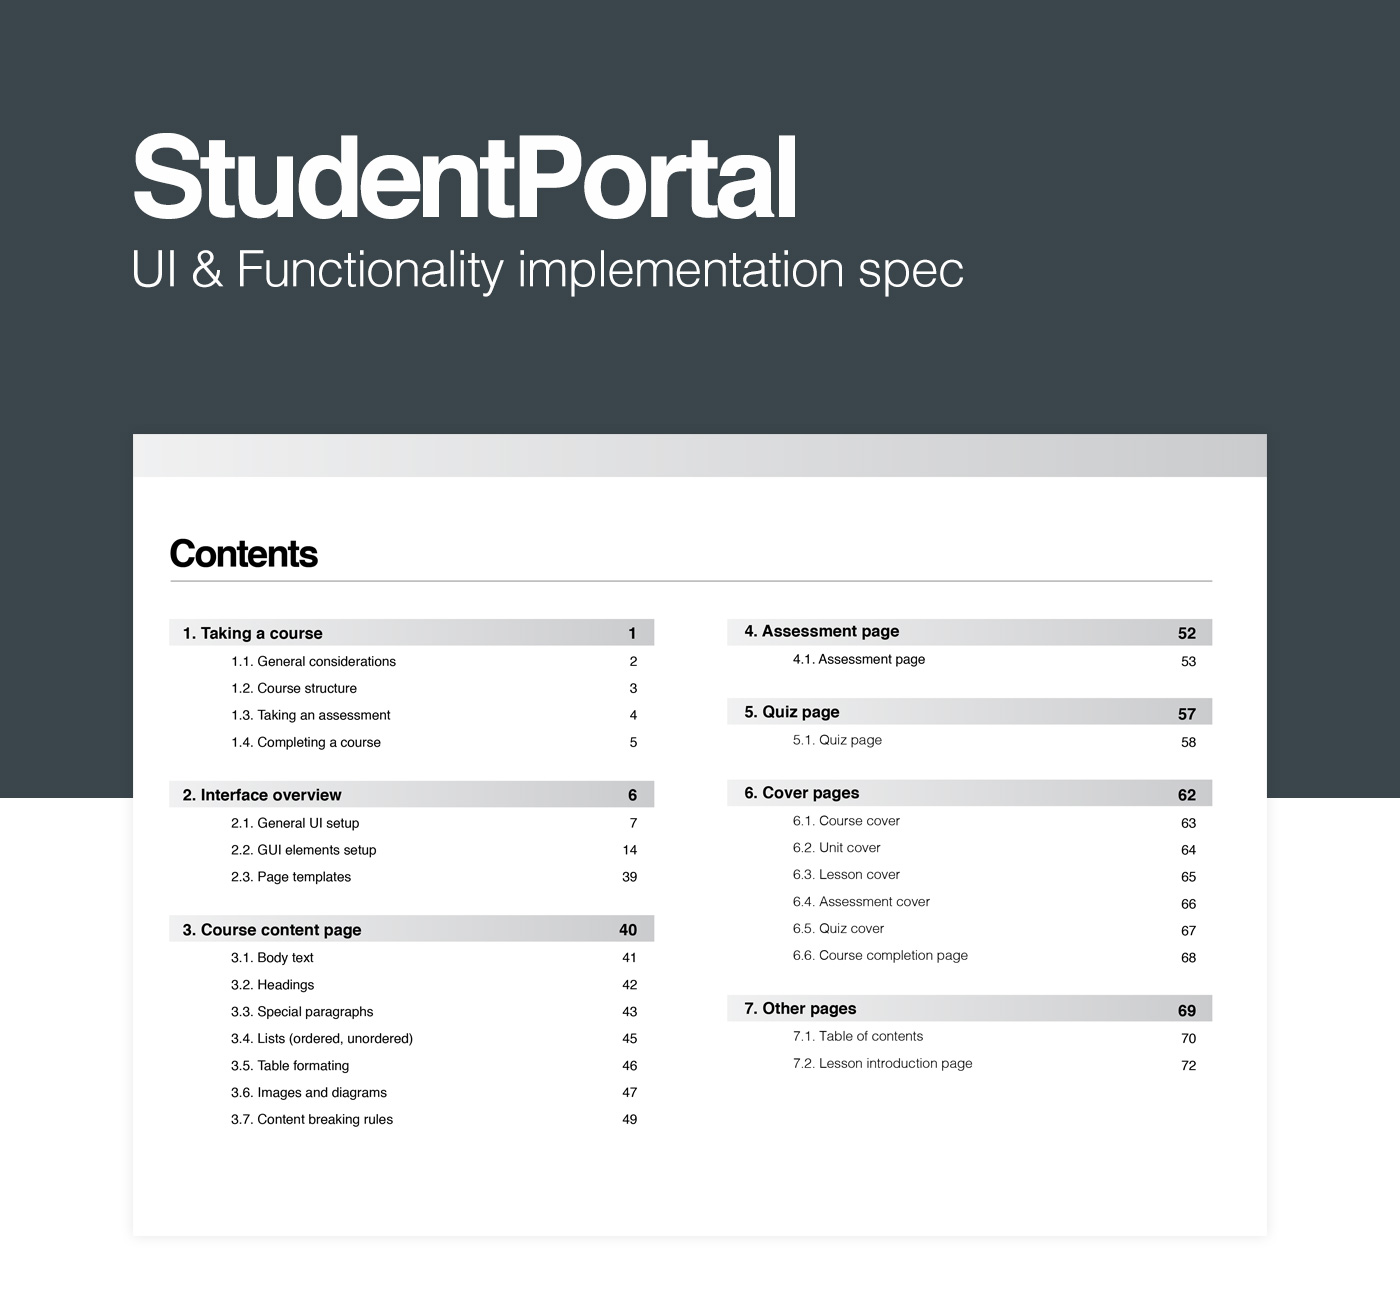 StudentPortal
UI & Functionality implementation spec
Contents
1. Taking a course 1
1.1. General considerations 2
1.2. Course structure 3
1.3. Taking an assessment 4
1.4. Completing a course 5
2. Interface overview 6
2.1. General UI setup 7
2.2. GUI elements setup 14
2.3. Page templates 39
3. Course content page 40
3.1. Body text 41
3.2. Headings 42
3.3. Special paragraphs 43
3.4. Lists (ordered, unordered) 45
3.5. Table formating 46
3.6. Images and diagrams 47
3.7. Content breaking rules 49
4. Assessment page 52
4.1. Assessment page 53
5. Quiz page 57
5.1. Quiz page 58
6. Cover pages 62
6.1. Course cover 63
6.2. Unit cover 64
6.3. Lesson cover 65
6.4. Assessment cover 66
6.5. Quiz cover 67
6.6. Course completion page 68
7. Other pages 69
7.1. Table of contents 70
7.2. Lesson introduction page 72